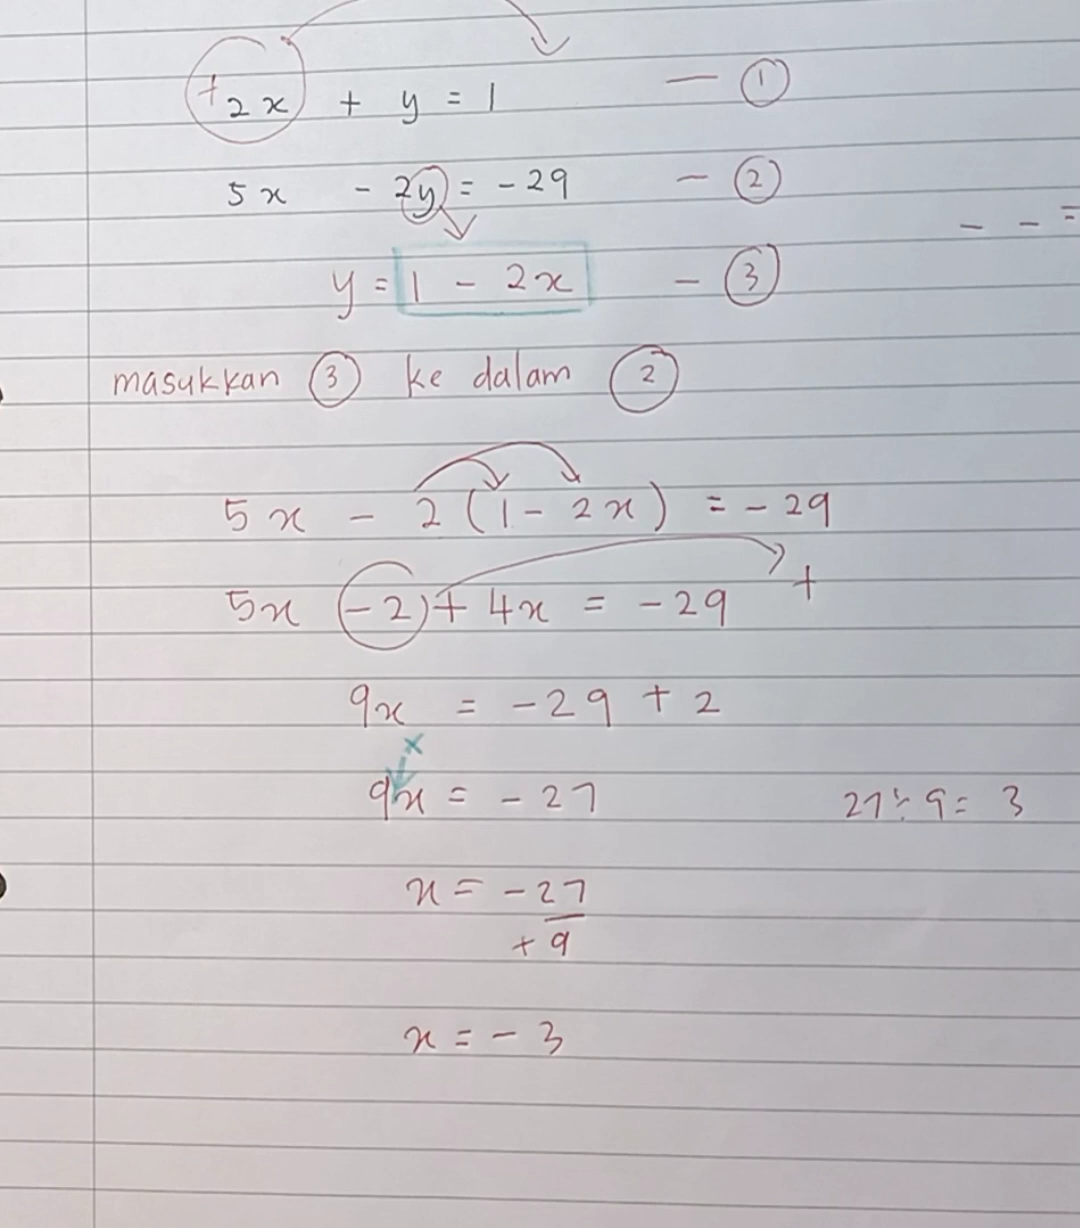 +2x + y = 1 — ①
5x - 2y = -29 — ②
- - =
y = 1 - 2x — ③
masukkan ③ ke dalam ②
5x - 2(1 - 2x) = -29
5x -2 + 4x = -29 +
9x = -29 + 2
x
9x = -27 27 ÷ 9 = 3
x = -27
+9
x = -3